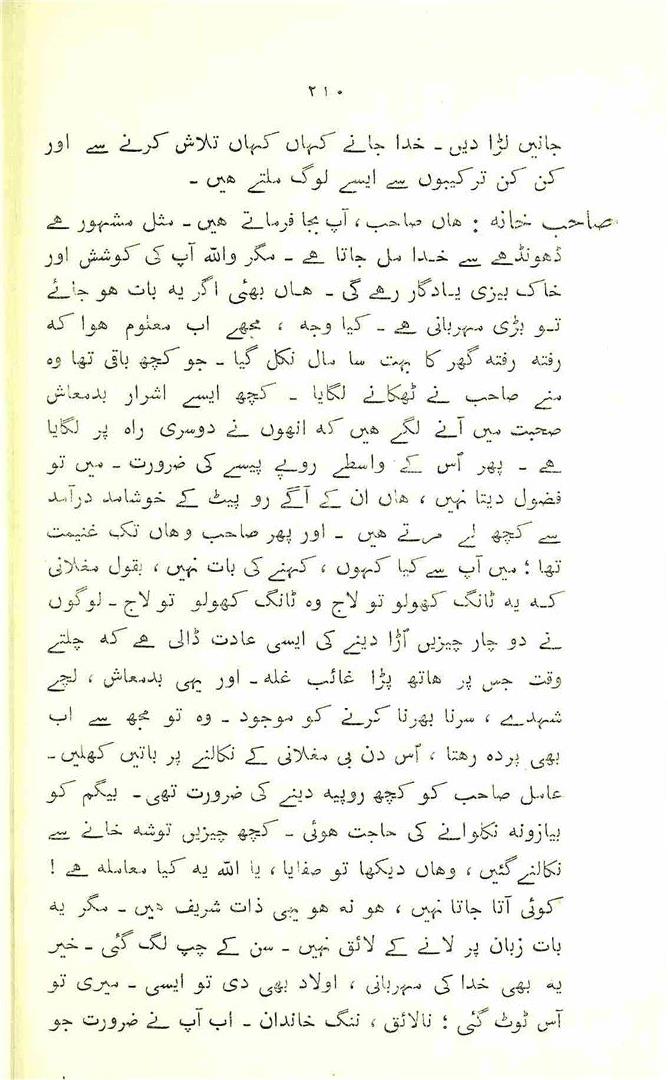 ۲۱۰
جانیں لڑا دیں ۔ خدا جانے کہاں کہاں تلاش کرنے سے اور
کن کن ترکیبوں سے ایسے لوگ ملتے ہیں ۔
صاحب خانہ : ہاں صاحب ، آپ بجا فرماتے ہیں ۔ مثل مشہور ہے
ڈھونڈھے سے خدا مل جاتا ہے ۔ مگر واللہ آپ کی کوشش اور
خاک بیزی یادگار رہے گی ۔ ہاں بھئی اگر یہ بات ہو جائے
تو بڑی مہربانی ہے ۔ کیا وجہ ، مجھے اب معلوم ہوا کہ
رفتہ رفتہ گھر کا بہت سا مال نکل گیا ۔ جو کچھ باقی تھا وہ
منے صاحب نے ٹھکانے لگایا ۔ کچھ ایسے اشرار بدمعاش
صحبت میں آنے لگے ہیں کہ انھوں نے دوسری راہ پر لگایا
ہے ۔ پھر اُس کے واسطے روپے پیسے کی ضرورت ۔ میں تو
فضول دیتا نہیں ، ہاں ان کے آگے رو پیٹ کے خوشامد درآمد
سے کچھ لے مرتے ہیں ۔ اور پھر صاحب وہاں تک غنیمت
تھا ؛ میں آپ سے کیا کہوں ، کہنے کی بات نہیں ، بقول مغلانی
کہ یہ ٹانگ کھولو تو لاج وہ ٹانگ کھولو تو لاج ۔ لوگوں
نے دو چار چیزیں اُڑا دینے کی ایسی عادت ڈالی ہے کہ چلتے
وقت جس پر ہاتھ پڑا غائب غلہ ۔ اور یہی بدمعاش ، لچے
شہدے ، سرنا بھرنا کرنے کو موجود ۔ وہ تو مجھ سے اب
بھی پردہ رہتا ، اُس دن بی مغلانی کے نکالنے پر باتیں کھلیں ۔
عامل صاحب کو کچھ روپیہ دینے کی ضرورت تھی ۔ بیگم کو
بیازونہ نکلوانے کی حاجت ہوئی ۔ کچھ چیزیں توشہ خانے سے
نکالنے گئیں ، وہاں دیکھا تو صفایا ، یا اللہ یہ کیا معاملہ ہے !
کوئی آتا جاتا نہیں ، ہو نہ ہو یہی ذات شریف ہیں ۔ مگر یہ
بات زبان پر لانے کے لائق نہیں ۔ سن کے چپ لگ گئی ۔ خیر
یہ بھی خدا کی مہربانی ، اولاد بھی دی تو ایسی ۔ میری تو
آس ٹوٹ گئی ؛ نالائق ، ننگ خاندان ۔ اب آپ نے ضرورت جو